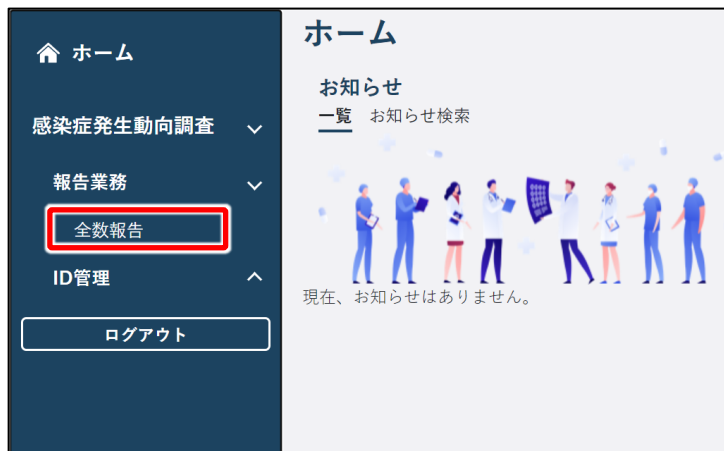 ホーム
感染症発生動向調査
報告業務
全数報告
ID管理
ログアウト
ホーム
お知らせ
一覧 お知らせ検索
現在、お知らせはありません。